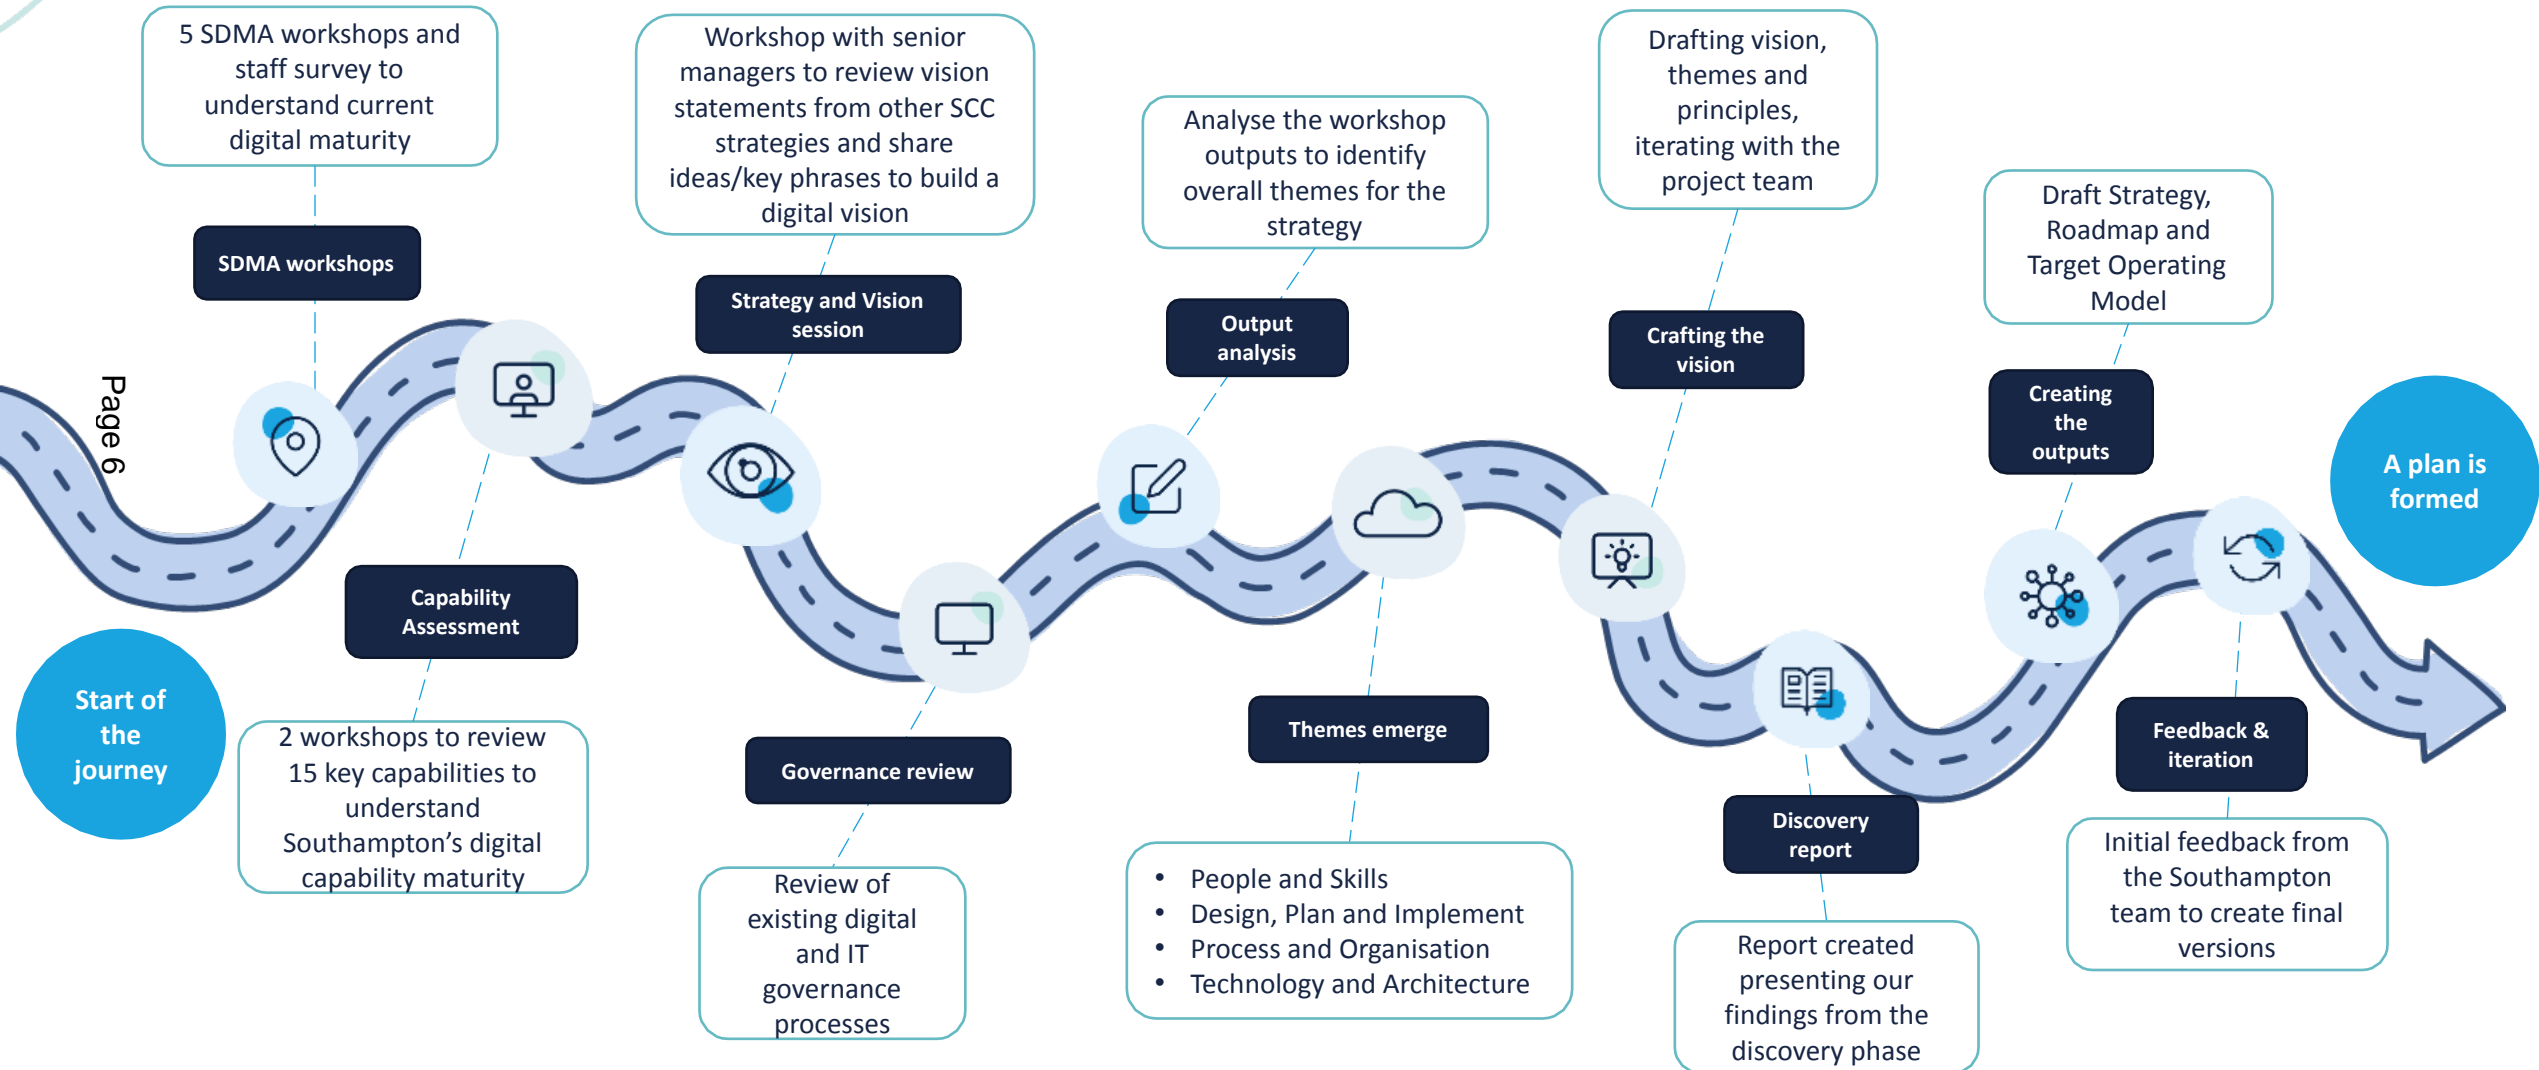 5 SDMA workshops and
staff survey to
understand current
digital maturity
SDMA workshops
Page 6
Start of
the
journey
Capability
Assessment
2 workshops to review
15 key capabilities to
understand
Southampton’s digital
capability maturity
Workshop with senior
managers to review vision
statements from other SCC
strategies and share
ideas/key phrases to build a
digital vision
Strategy and Vision
session
Governance review
Review of
existing digital
and IT
governance
processes
Analyse the workshop
outputs to identify
overall themes for the
strategy
Output
analysis
Themes emerge
• People and Skills
• Design, Plan and Implement
• Process and Organisation
• Technology and Architecture
Drafting vision,
themes and
principles,
iterating with the
project team
Crafting the
vision
Discovery
report
Report created
presenting our
findings from the
discovery phase
Draft Strategy,
Roadmap and
Target Operating
Model
Creating
the
outputs
Feedback &
iteration
Initial feedback from
the Southampton
team to create final
versions
A plan is
formed